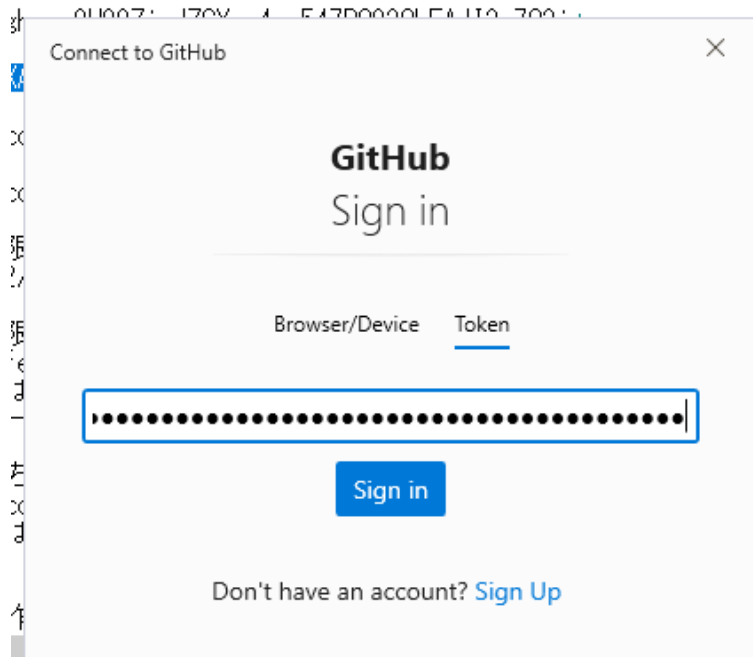 Connect to GitHub
GitHub
Sign in
Browser/Device
Token
●●●●●●●●●●●●●●●●●●●●●●●●●●●●●●●●●●●●●●●●
Sign in
Don't have an account? Sign Up